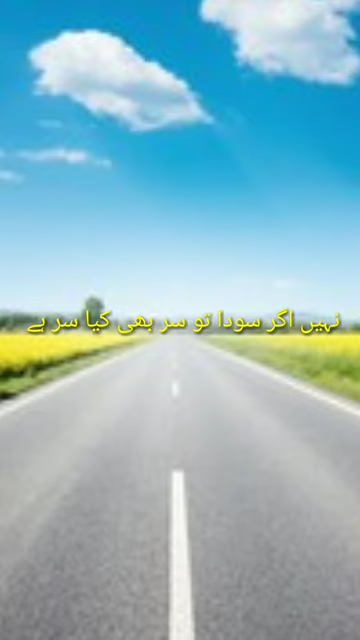 نہیں اگر سودا تو سر بھی کیا سر ہے